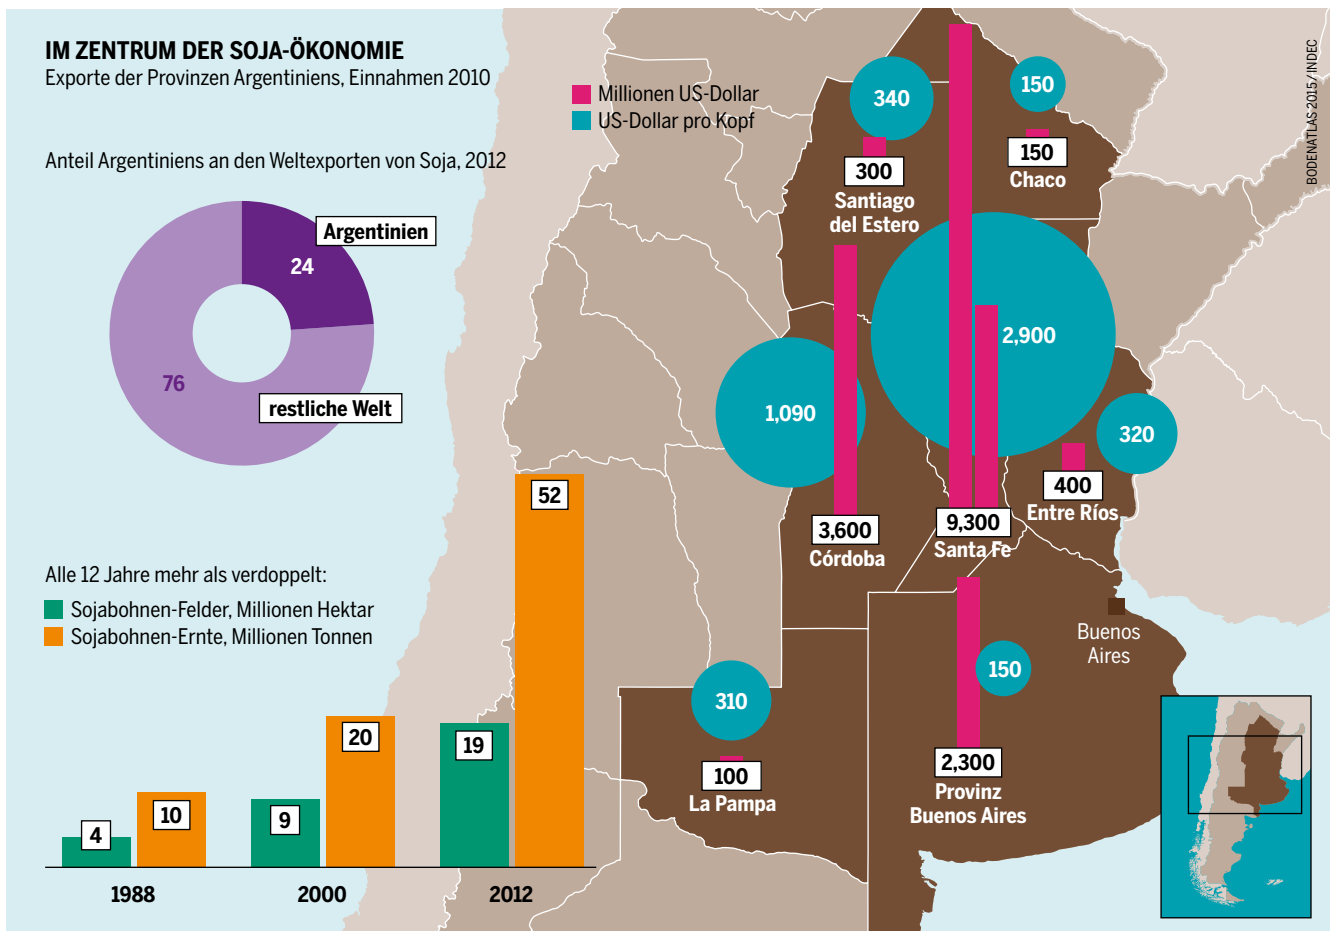 IM ZENTRUM DER SOJA-ÖKONOMIE
Exporte der Provinzen Argentiniens, Einnahmen 2010
Millionen US-Dollar
US-Dollar pro Kopf
Anteil Argentiniens an den Weltexporten von Soja, 2012
Argentinien
24
76
restliche Welt
340
300
Santiago
del Estero
150
150
Chaco
2,900
9,300
Santa Fe
1,090
3,600
Córdoba
320
400
Entre Ríos
Buenos
Aires
150
2,300
Provinz
Buenos Aires
310
100
La Pampa
Alle 12 Jahre mehr als verdoppelt:
Sojabohnen-Felder, Millionen Hektar
Sojabohnen-Ernte, Millionen Tonnen
4
10
9
20
19
52
1988
2000
2012
BODENATLAS 2015 / INDEC